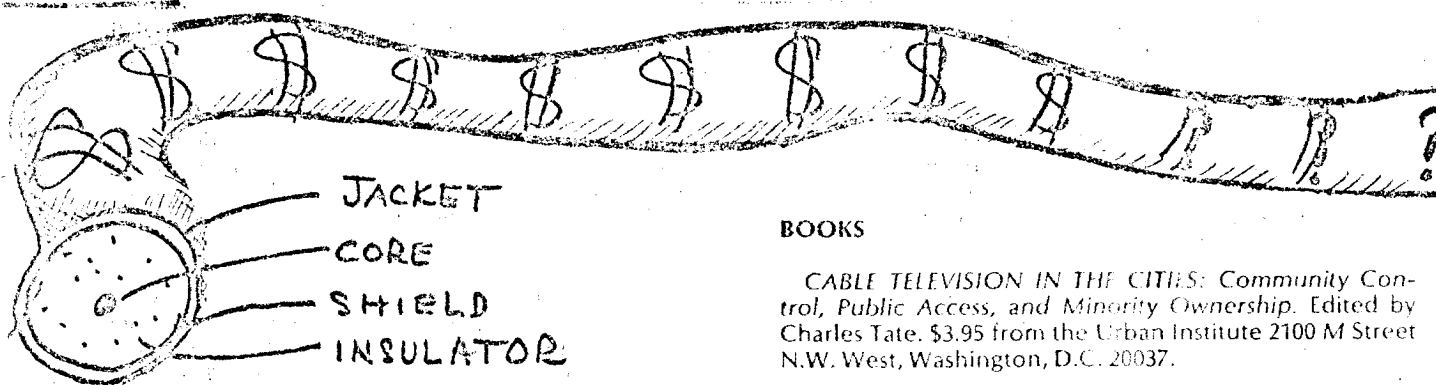 $ $ $ $ $ $ $ $ $ ? ? ?
JACKET
CORE
SHIELD
INSULATOR
BOOKS
CABLE TELEVISION IN THE CITIES: Community Con-
trol, Public Access, and Minority Ownership. Edited by
Charles Tate. $3.95 from the Urban Institute 2100 M Street
N.W. West, Washington, D.C. 20037.